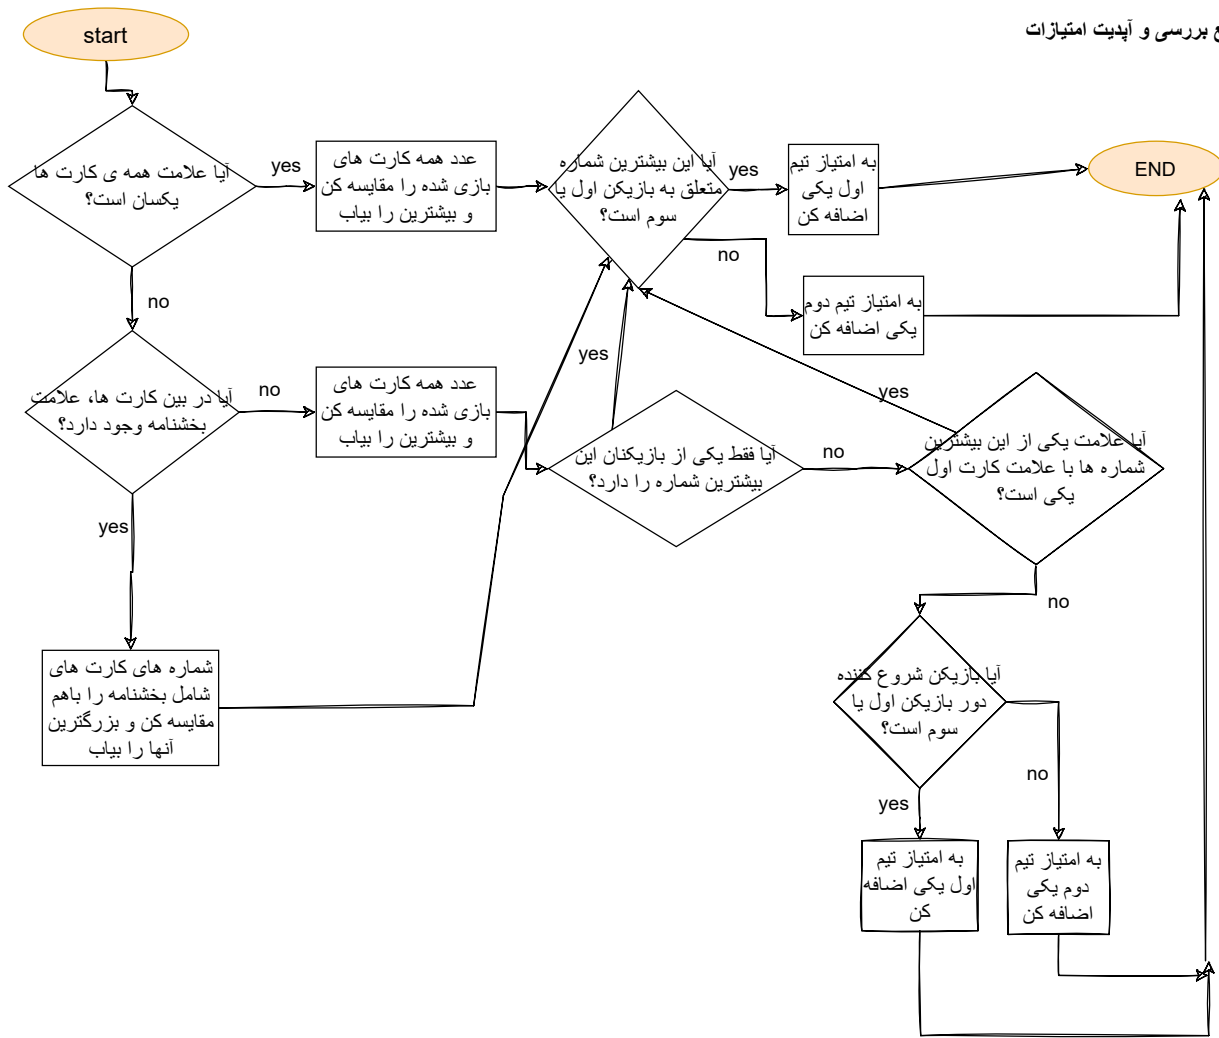 بررسی و آپدیت امتیازات
start
آیا علامت همه ی کارت ها
یکسان است؟
yes
عدد همه کارت های
بازی شده را مقایسه کن
و بیشترین را بیاب
آیا این بیشترین شماره
متعلق به بازیکن اول یا
سوم است؟
yes
به امتیاز تیم
اول یکی
اضافه کن
END
no
به امتیاز تیم دوم
یکی اضافه کن
no
آیا در بین کارت ها، علامت
بخشنامه وجود دارد؟
no
عدد همه کارت های
بازی شده را مقایسه کن
و بیشترین را بیاب
yes
آیا فقط یکی از بازیکنان این
بیشترین شماره را دارد؟
no
yes
آیا علامت یکی از این بیشترین
شماره ها با علامت کارت اول
یکی است؟
yes
شماره های کارت های
شامل بخشنامه را باهم
مقایسه کن و بزرگترین
آنها را بیاب
no
آیا بازیکن شروع کننده
دور بازیکن اول یا
سوم است؟
no
yes
به امتیاز تیم
اول یکی اضافه
کن
به امتیاز تیم
دوم یکی
اضافه کن